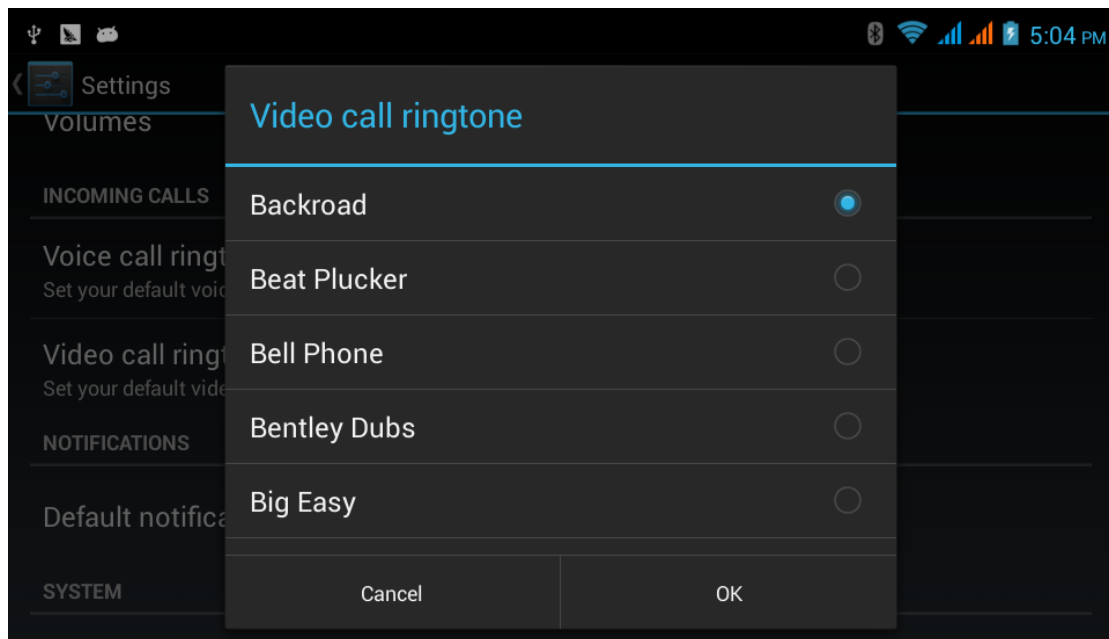 5:04 PM
Settings
Volumes
Video call ringtone
INCOMING CALLS
Backroad
Voice call ringt
Set your default voic
Beat Plucker
Video call ringt
Set your default vide
Bell Phone
NOTIFICATIONS
Bentley Dubs
Default notifica
Big Easy
SYSTEM
Cancel
OK